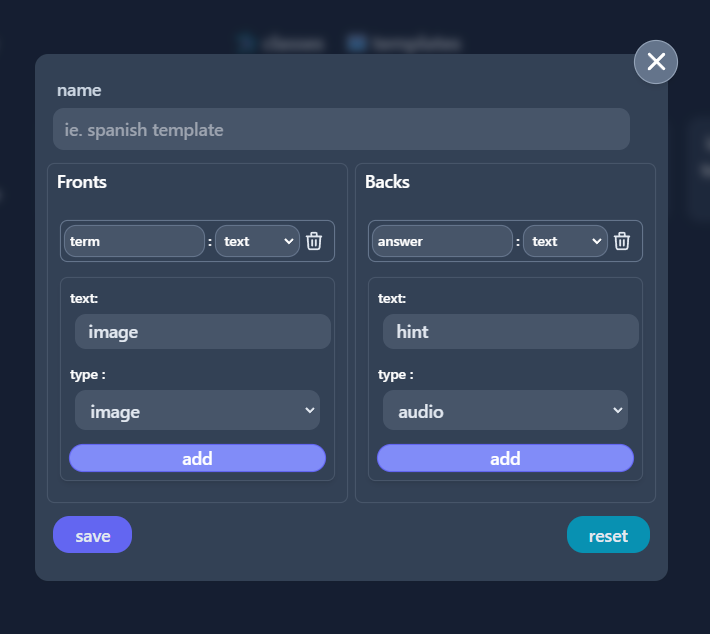 classes templates
name
ie. spanish template
Fronts
term : text
text:
image
type :
image
add
Backs
answer : text
text:
hint
type :
audio
add
save
reset